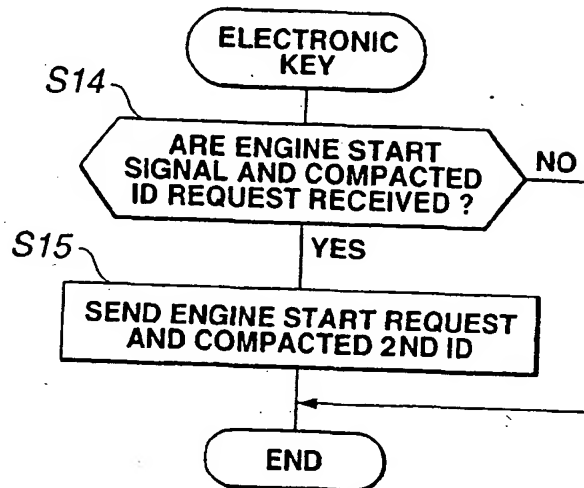 ELECTRONIC
KEY
S14
ARE ENGINE START
SIGNAL AND COMPACTED
ID REQUEST RECEIVED ?
NO
YES
S15
SEND ENGINE START REQUEST
AND COMPACTED 2ND ID
END